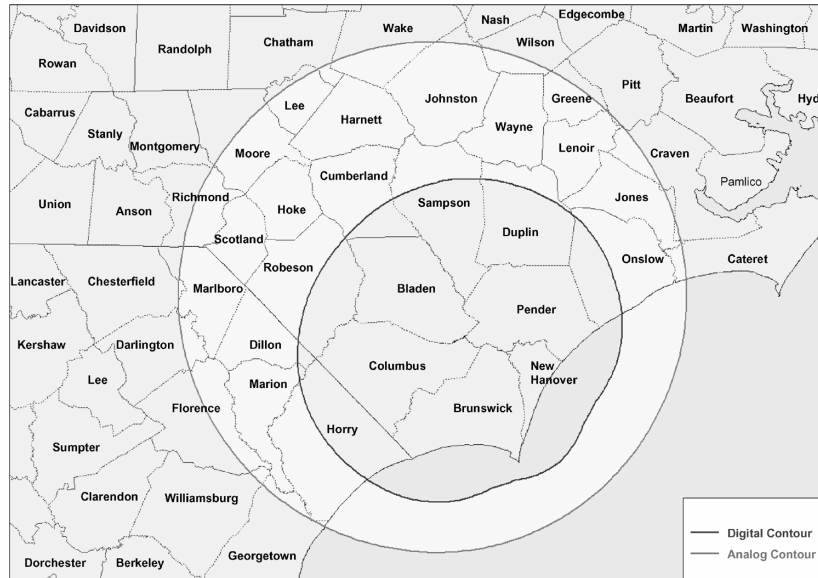 Nash
Edgecombe
Davidson
Wake
Martin
Washington
Randolph
Chatham
Wilson
Rowan
Pitt
Johnston
Greene
Beaufort
Hyd
Lee
Cabarrus
Harnett
Wayne
Stanly
Montgomery
Lenoir
Moore
Craven
Cumberland
Pamlico
Richmond
Jones
Union
Anson
Hoke
Sampson
Duplin
Scotland
Onslow
Cateret
Robeson
Lancaster
Chesterfield
Marlboro
Bladen
Pender
Kershaw
Darlington
Dillon
Columbus
New
Hanover
Lee
Marion
Florence
Brunswick
Horry
Sumpter
Clarendon
Williamsburg
Digital Contour
Analog Contour
Georgetown
Dorchester
Berkeley